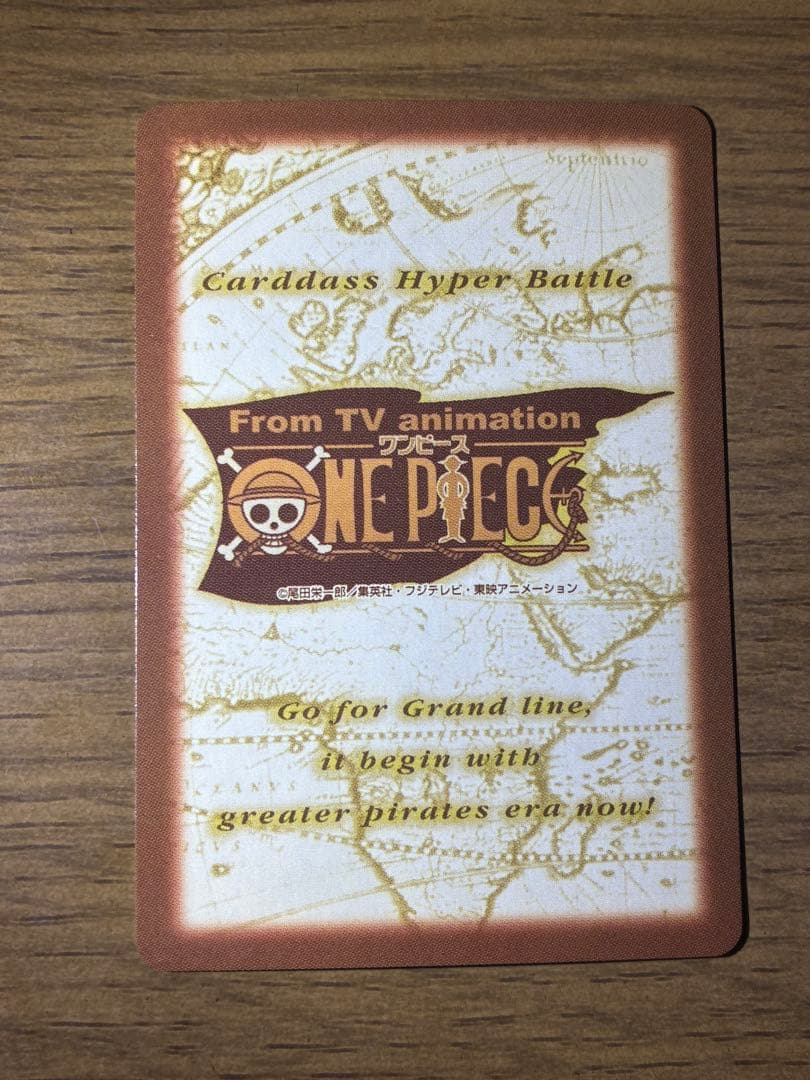 Septentrio
Carddass Hyper Battle
From TV animation
ワンピース
ONE PIECE
©尾田栄一郎／集英社・フジテレビ・東映アニメーション
Go for Grand line,
it begin with
greater pirates era now!